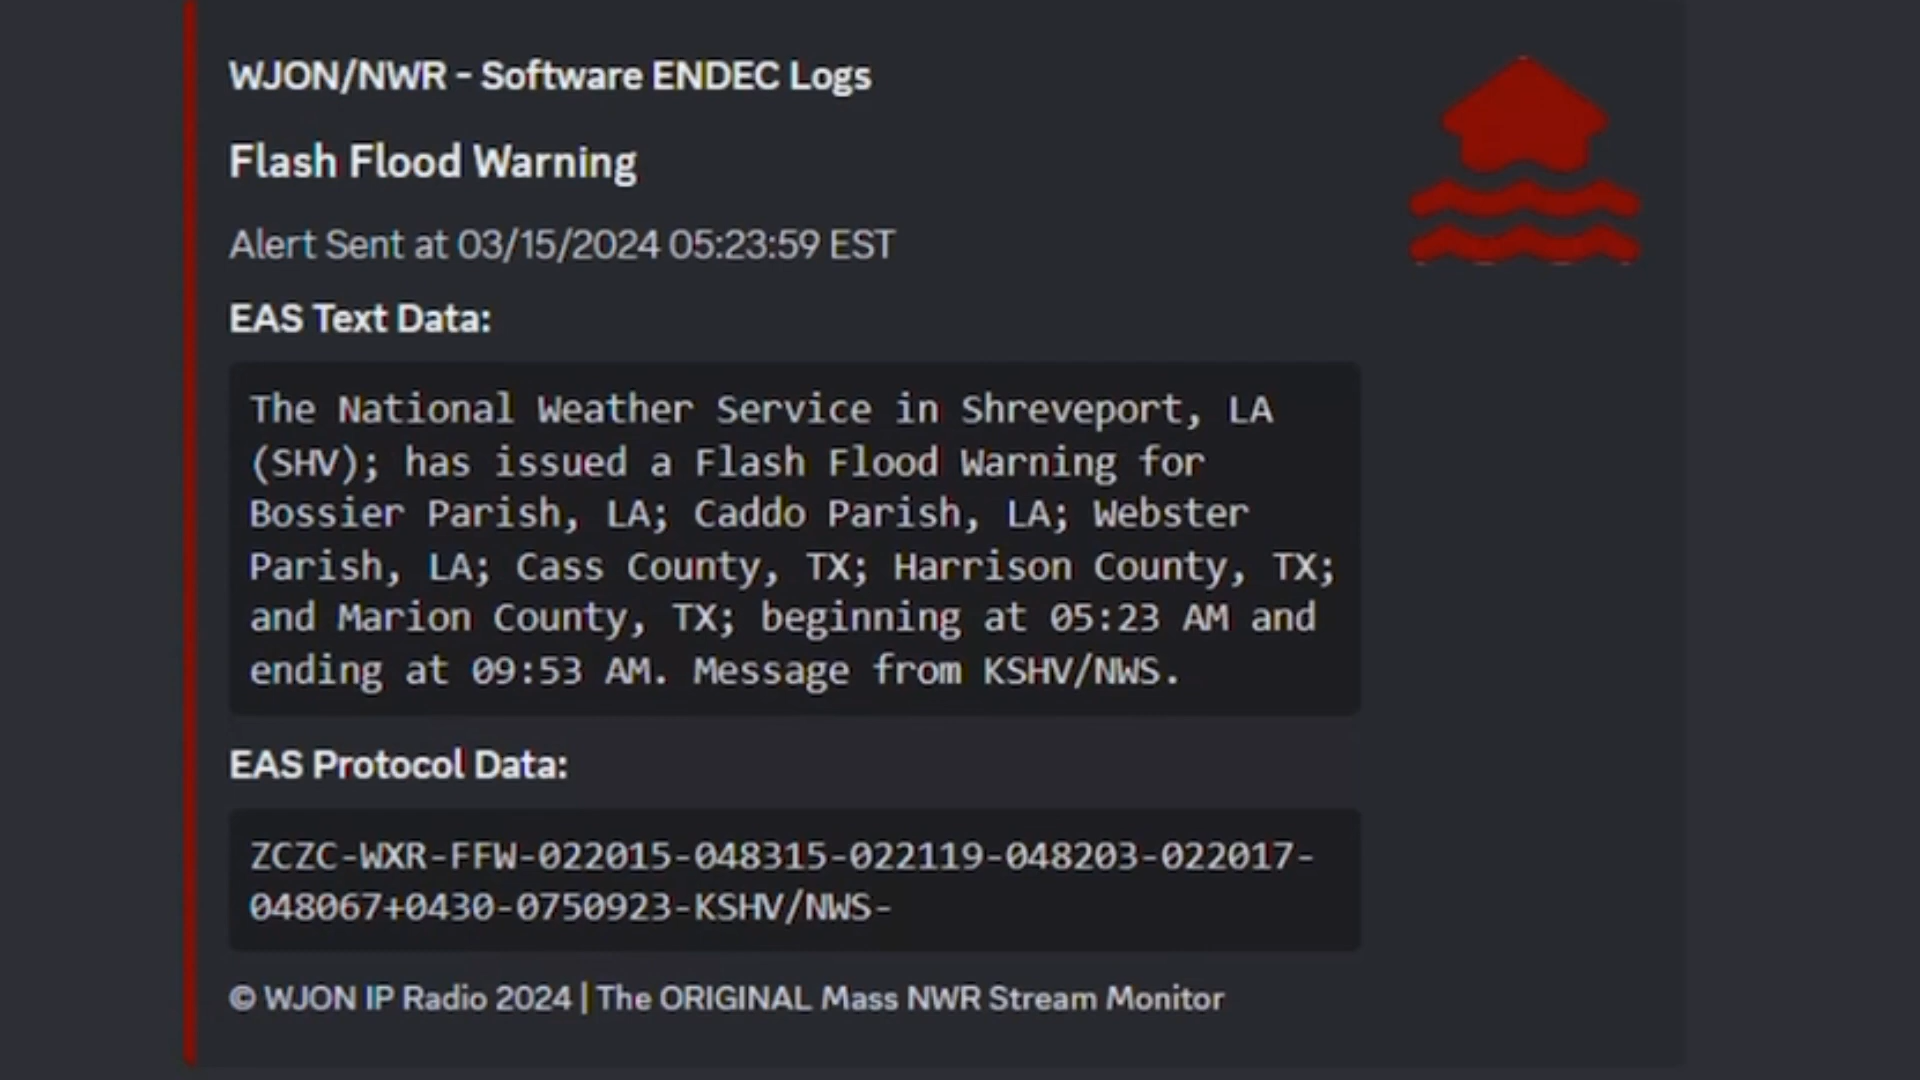 WJON/NWR - Software ENDEC Logs
Flash Flood Warning
Alert Sent at 03/15/2024 05:23:59 EST
EAS Text Data:
The National Weather Service in Shreveport, LA
(SHV); has issued a Flash Flood Warning for
Bossier Parish, LA; Caddo Parish, LA; Webster
Parish, LA; Cass County, TX; Harrison County, TX;
and Marion County, TX; beginning at 05:23 AM and
ending at 09:53 AM. Message from KSHV/NWS.
EAS Protocol Data:
ZCZC-WXR-FFW-022015-048315-022119-048203-022017-
048067+0430-0750923-KSHV/NWS-
© WJON IP Radio 2024 | The ORIGINAL Mass NWR Stream Monitor